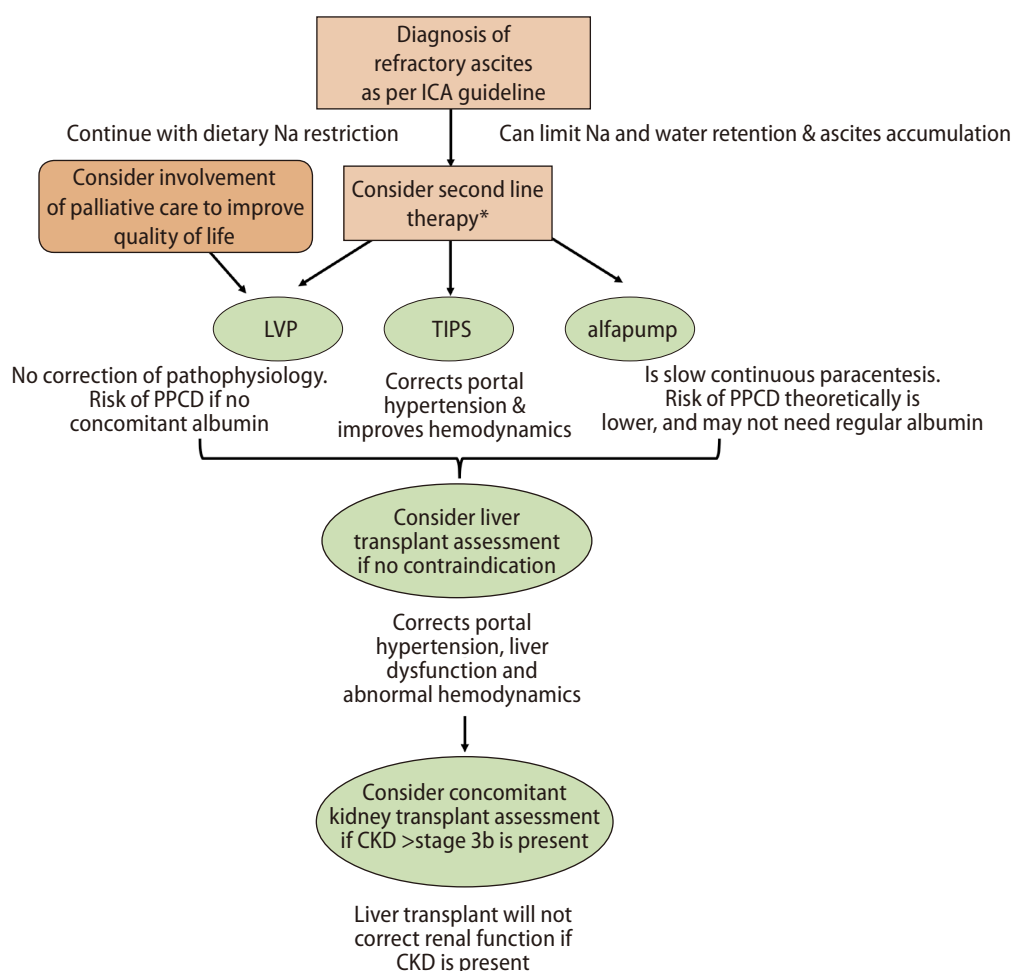 Diagnosis of
refractory ascites
as per ICA guideline
Continue with dietary Na restriction
Can limit Na and water retention & ascites accumulation
Consider involvement
of palliative care to improve
quality of life
Consider second line
therapy*
LVP
TIPS
alfapump
No correction of pathophysiology.
Risk of PPCD if no
concomitant albumin
Corrects portal
hypertension &
improves hemodynamics
Is slow continuous paracentesis.
Risk of PPCD theoretically is
lower, and may not need regular albumin
Consider liver
transplant assessment
if no contraindication
Corrects portal
hypertension, liver
dysfunction and
abnormal hemodynamics
Consider concomitant
kidney transplant assessment
if CKD >stage 3b is present
Liver transplant will not
correct renal function if
CKD is present